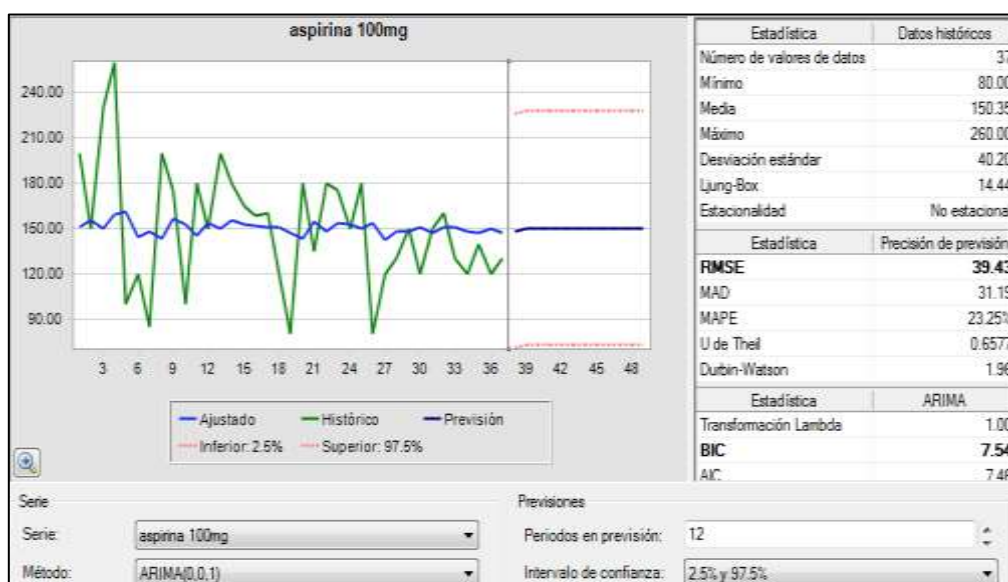 aspirina 100mg
240.00
210.00
180.00
150.00
120.00
90.00
3 6 9 12 15 18 21 24 27 30 33 36 39 42 45 48
Ajustado Histórico Previsión
Inferior: 2.5% Superior: 97.5%
Estadística Datos históricos
Número de valores de datos 37
Mínimo 80.00
Media 150.35
Máximo 260.00
Desviación estándar 40.20
Ljung-Box 14.44
Estacionalidad No estacional
Estadística Precisión de previsión
RMSE 39.43
MAD 31.19
MAPE 23.25%
U de Theil 0.6577
Durbin-Watson 1.96
Estadística ARIMA
Transformación Lambda 1.00
BIC 7.54
AIC 7.46
Serie
Serie: aspirina 100mg
Método: ARIMA(0,0,1)
Previsiones
Periodos en previsión: 12
Intervalo de confianza: 2.5% y 97.5%